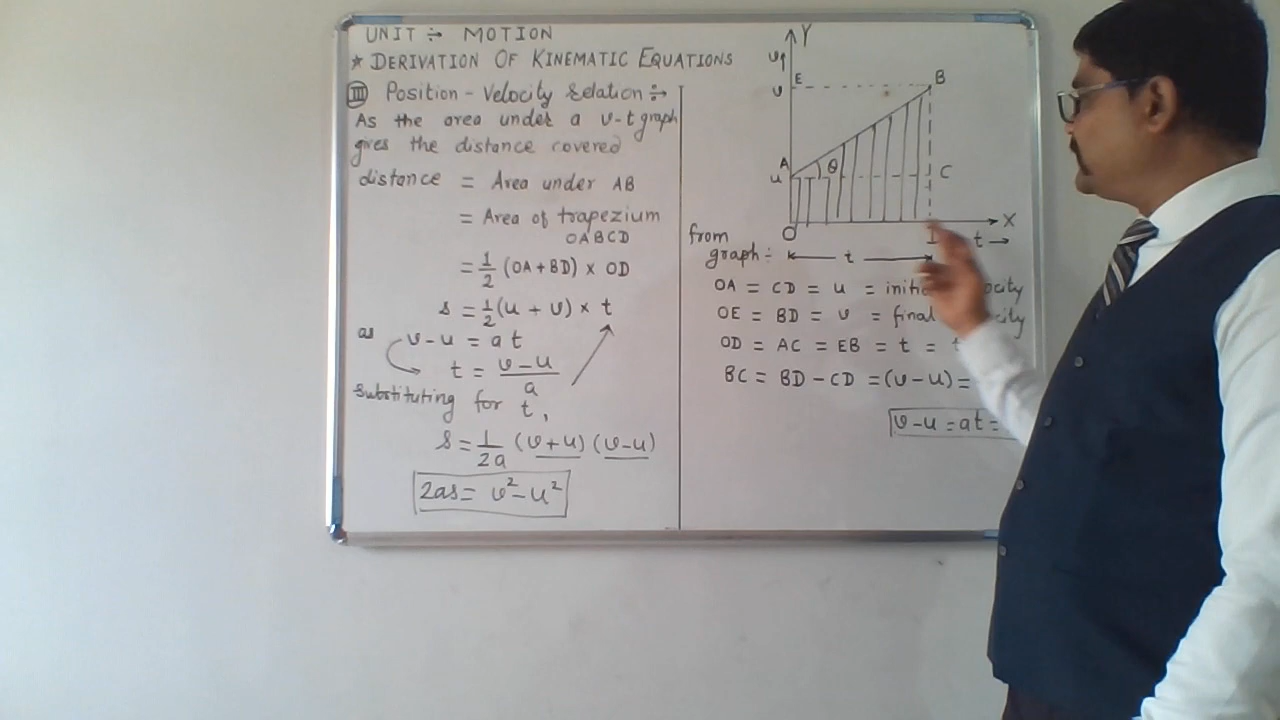 UNIT ÷ MOTION
* DERIVATION OF KINEMATIC EQUATIONS
III Position - Velocity relation ÷
As the area under a v-t graph
gives the distance covered
distance = Area under AB
= Area of trapezium
OABCD
= 1/2 (OA + BD) × OD
s = 1/2 (u + v) × t
as v - u = at
t = v - u / a
substituting for t,
s = 1/2a (v+u) (v-u)
2as = v² - u²
Y
v↑
E
B
v
A
θ
u
C
O
X
t →
from
graph :- ← t →
OA = CD = u =
OE = BD = v = final
OD = AC = EB = t =
BC = BD - CD = (v - u) =
v - u = at =